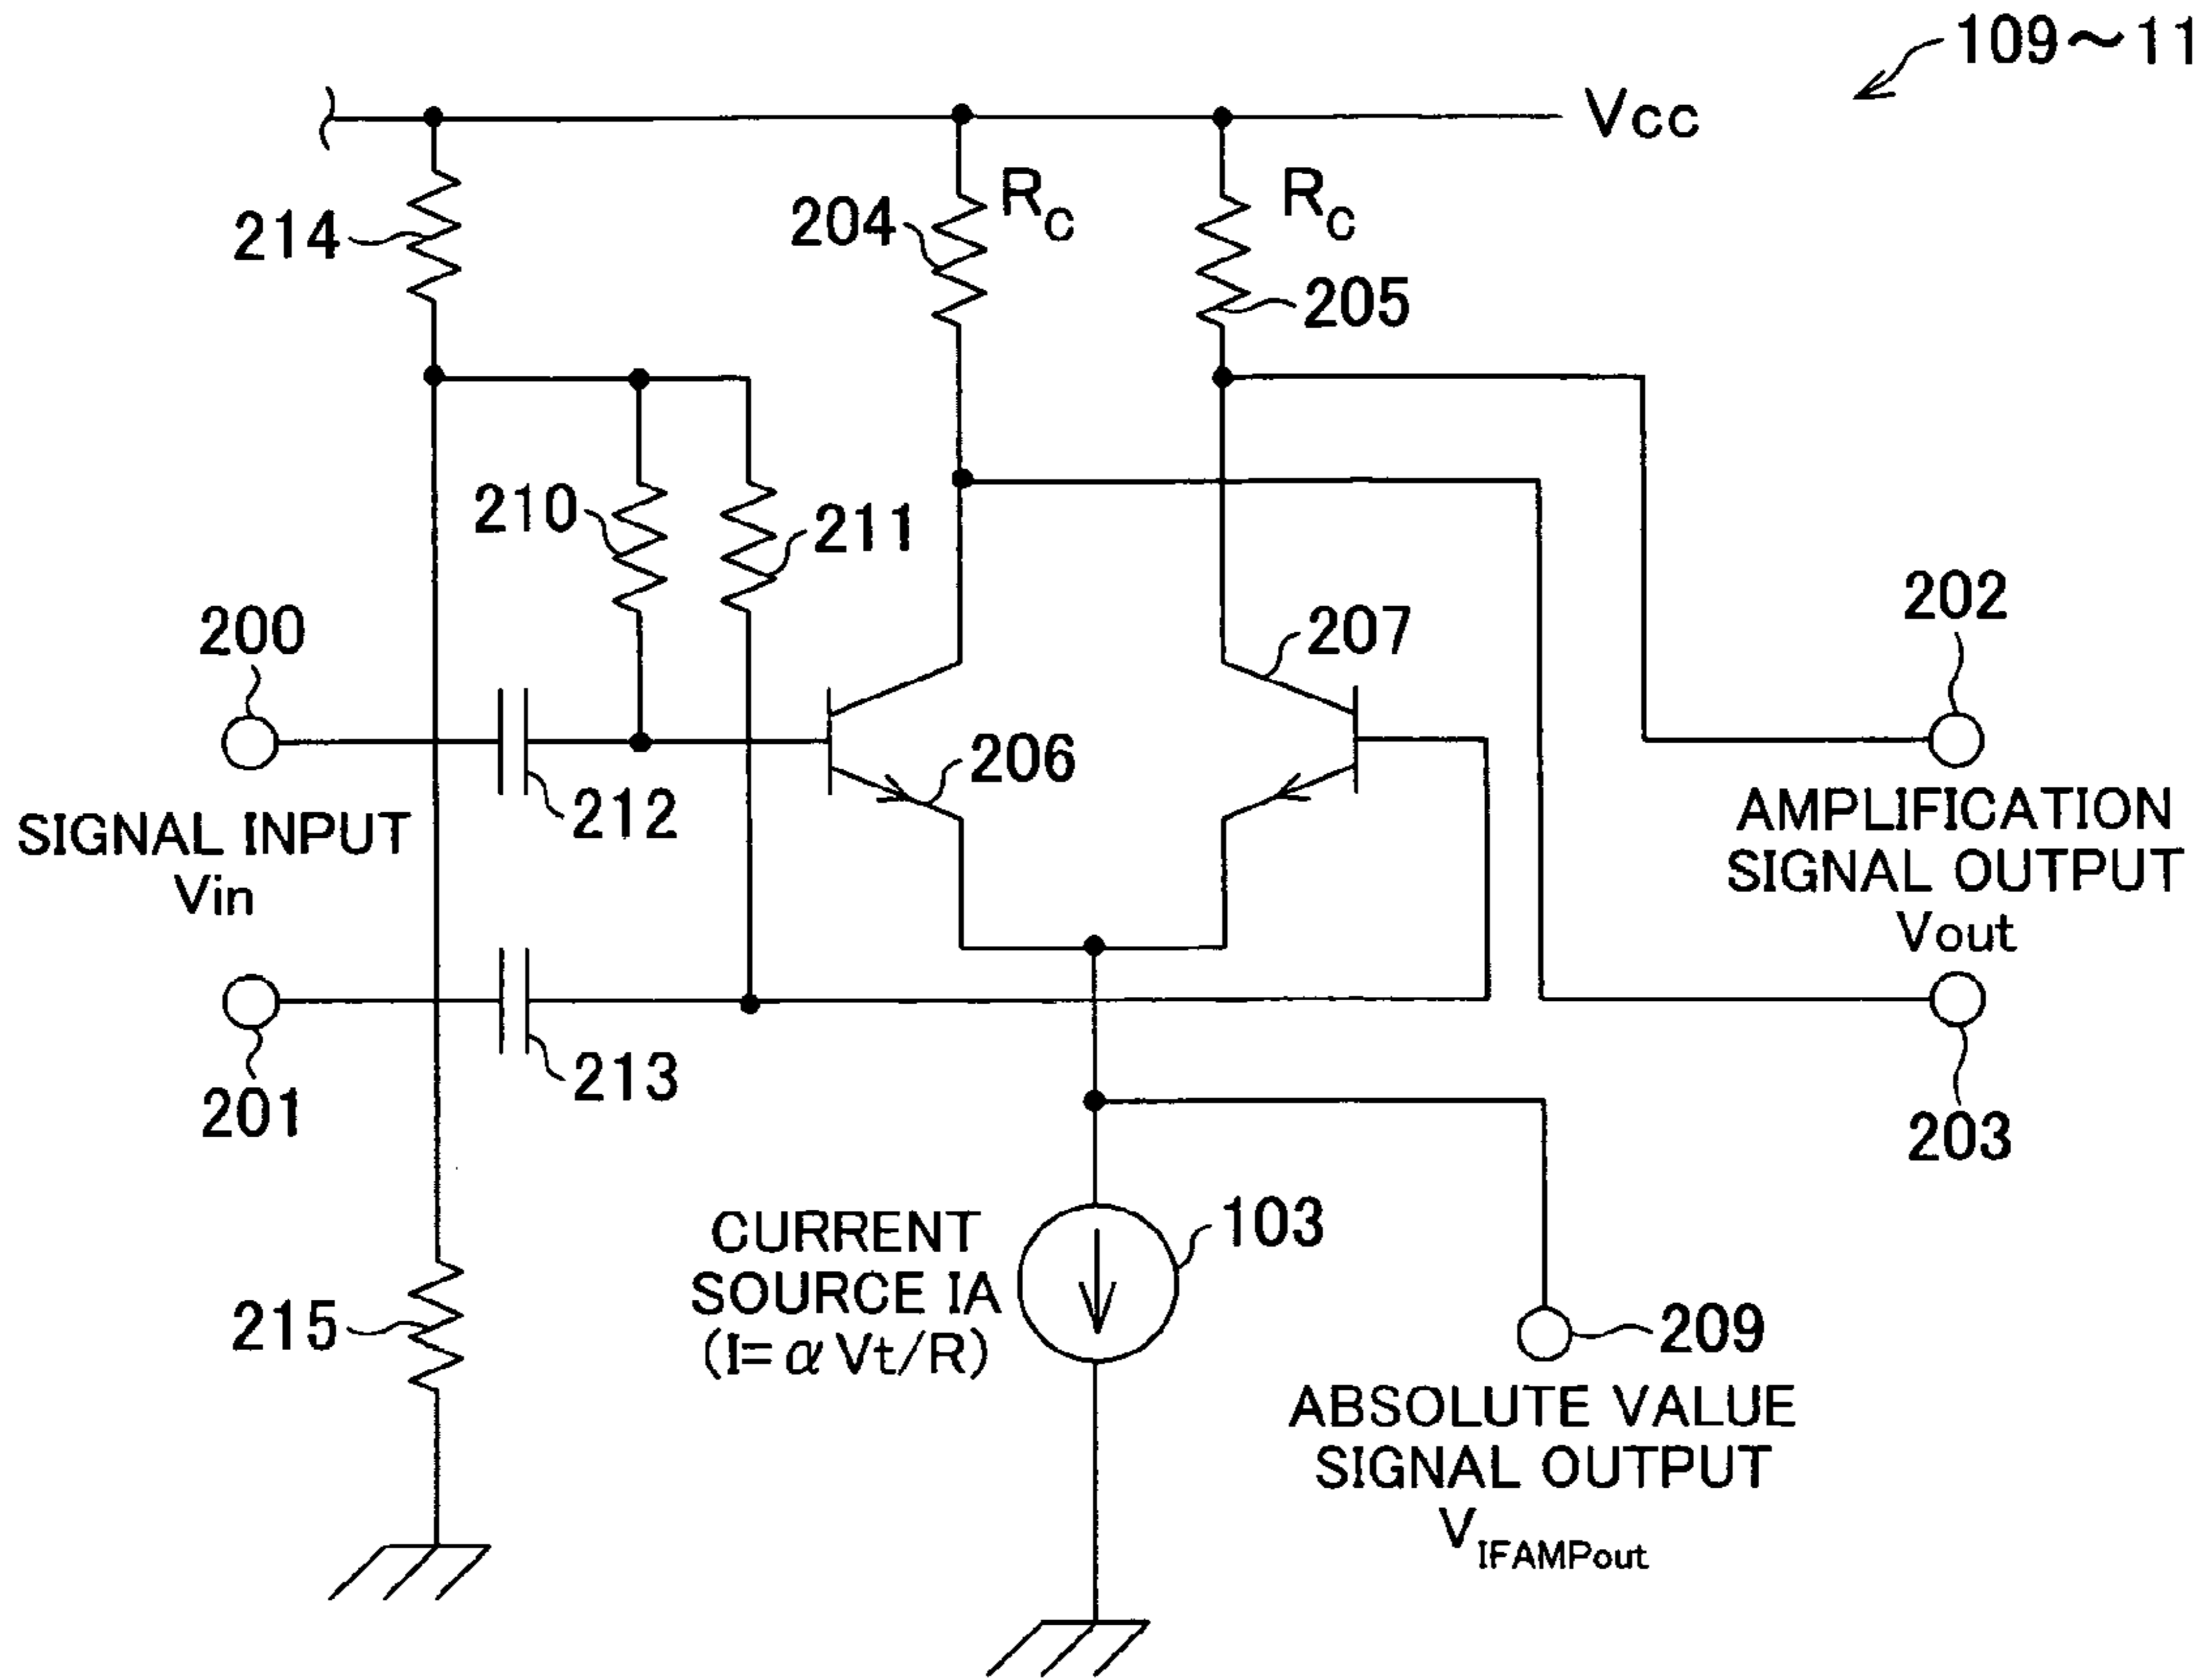 109～11
Vcc
214
204
RC
RC
205
210
211
200
207
202
206
212
SIGNAL INPUT
Vin
AMPLIFICATION
SIGNAL OUTPUT
Vout
201
213
203
CURRENT
SOURCE IA
(I=αVt/R)
103
215
209
ABSOLUTE VALUE
SIGNAL OUTPUT
VIFAMPout